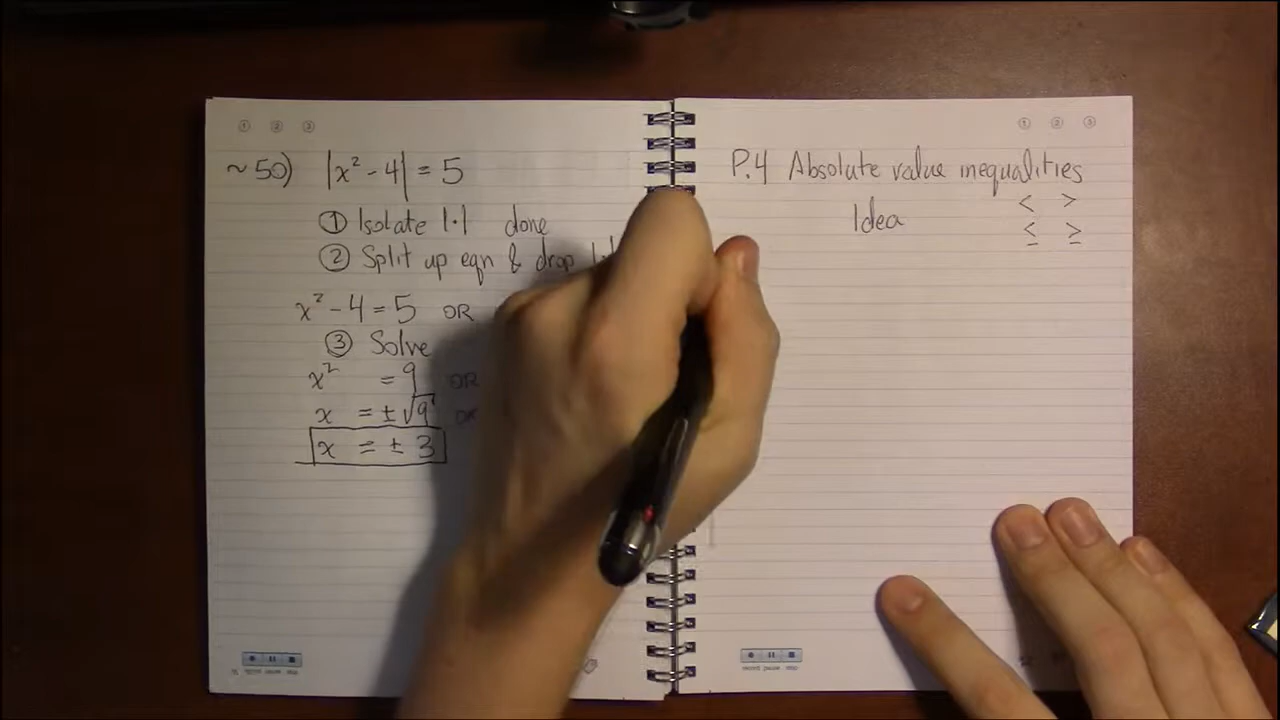 ~50) |x² - 4| = 5
① Isolate |·| done
② Split up eqn & drop
x² - 4 = 5 OR
③ Solve
x² = 9 OR
x = ± √9 OR
x = ± 3
P.4 Absolute value inequalities
< >
Idea
≤ ≥